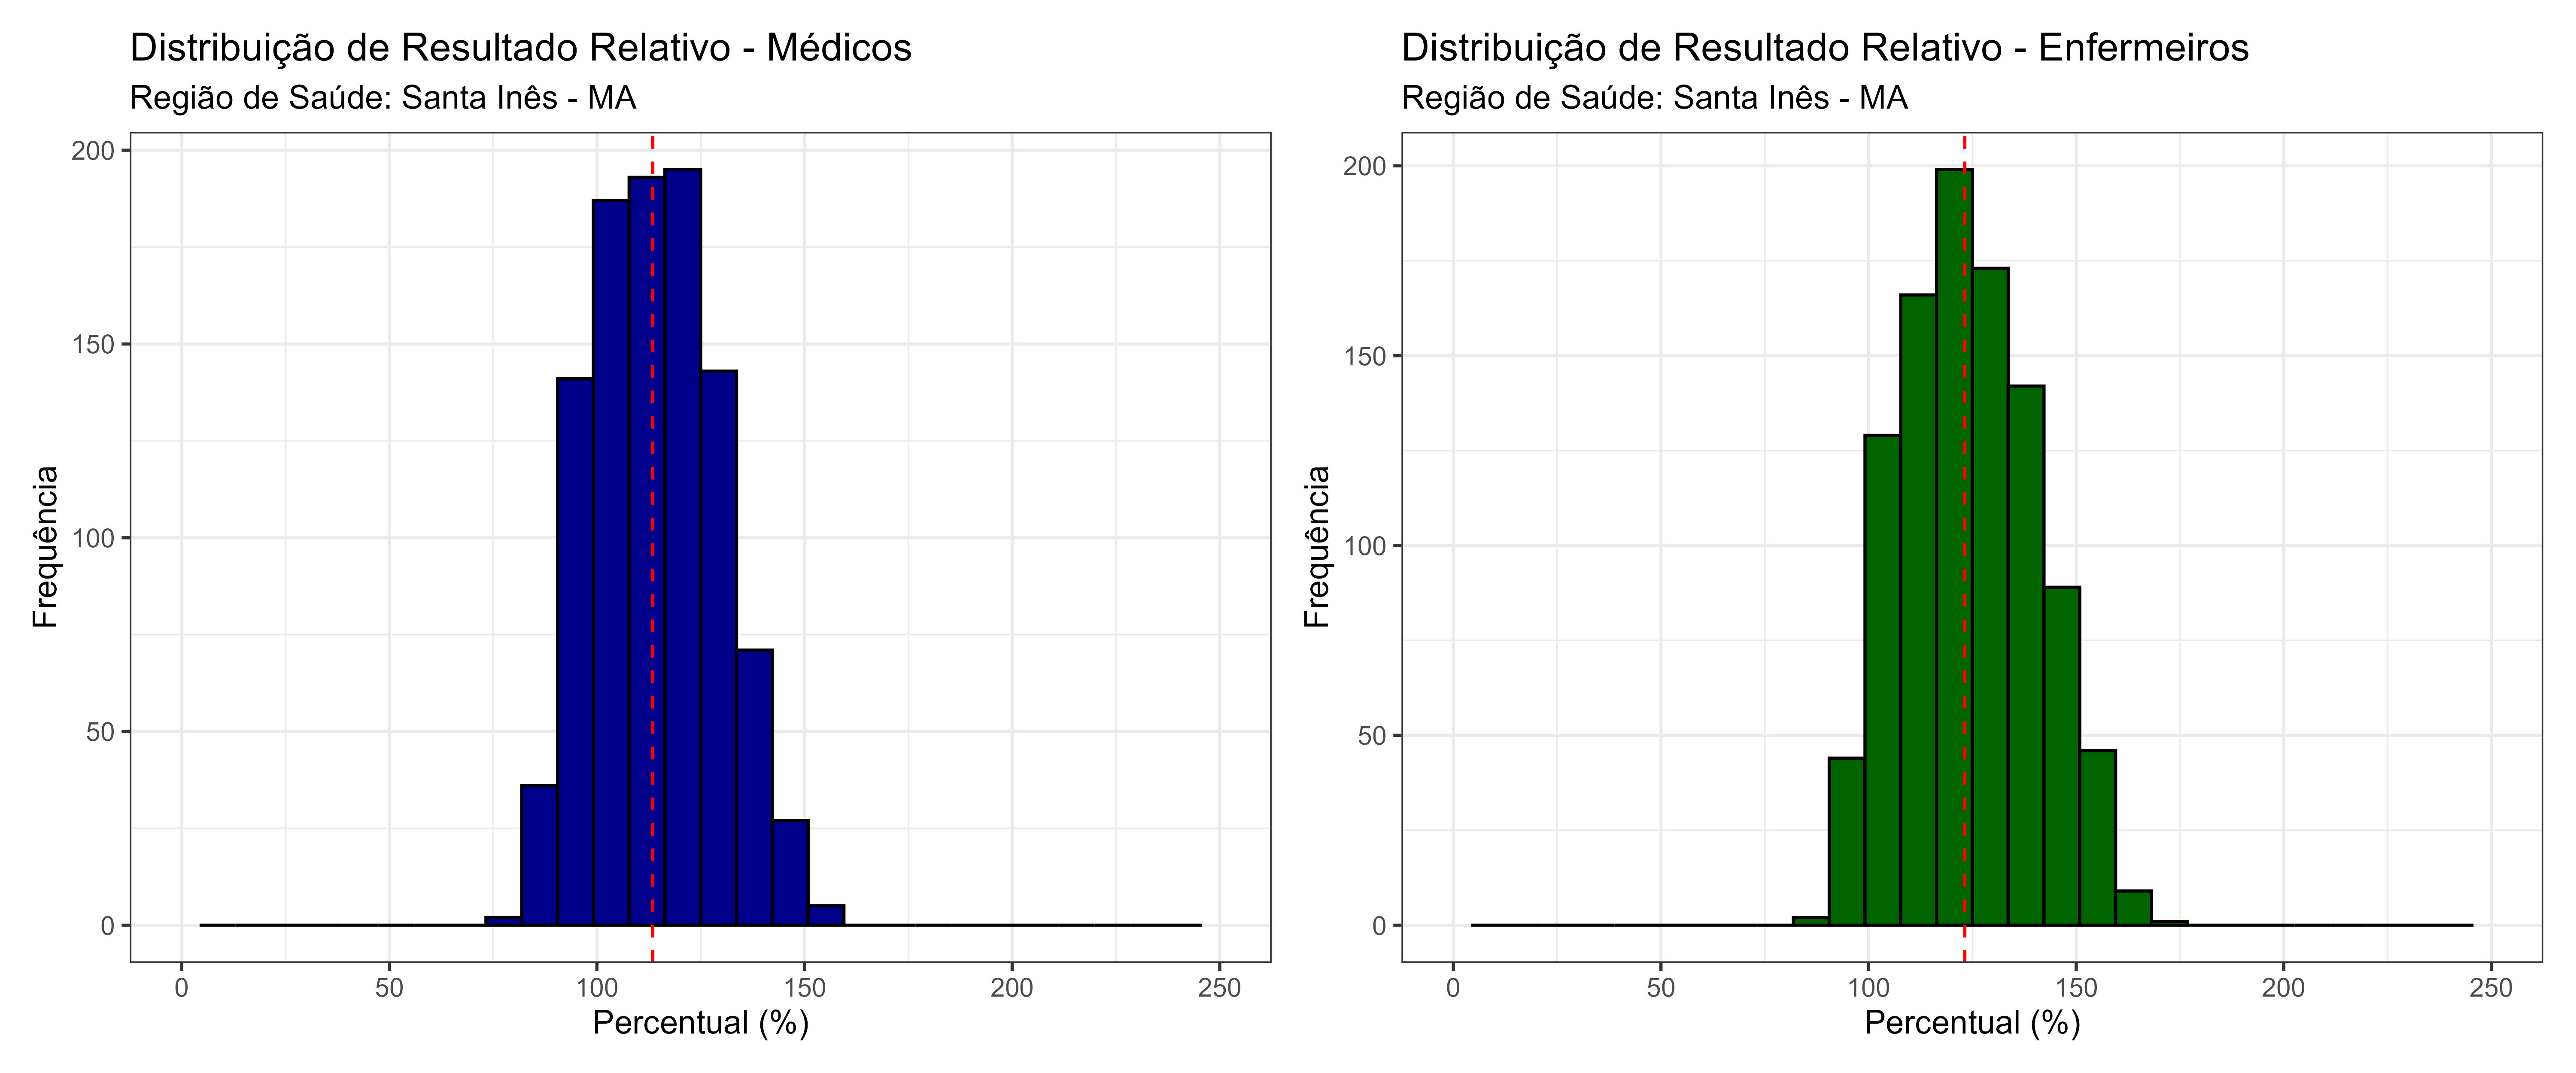 Distribuição de Resultado Relativo - Médicos
Região de Saúde: Santa Inês - MA
200
150
100
50
0
Frequência
0 50 100 150 200 250
Percentual (%)
Distribuição de Resultado Relativo - Enfermeiros
Região de Saúde: Santa Inês - MA
200
150
100
50
0
Frequência
0 50 100 150 200 250
Percentual (%)